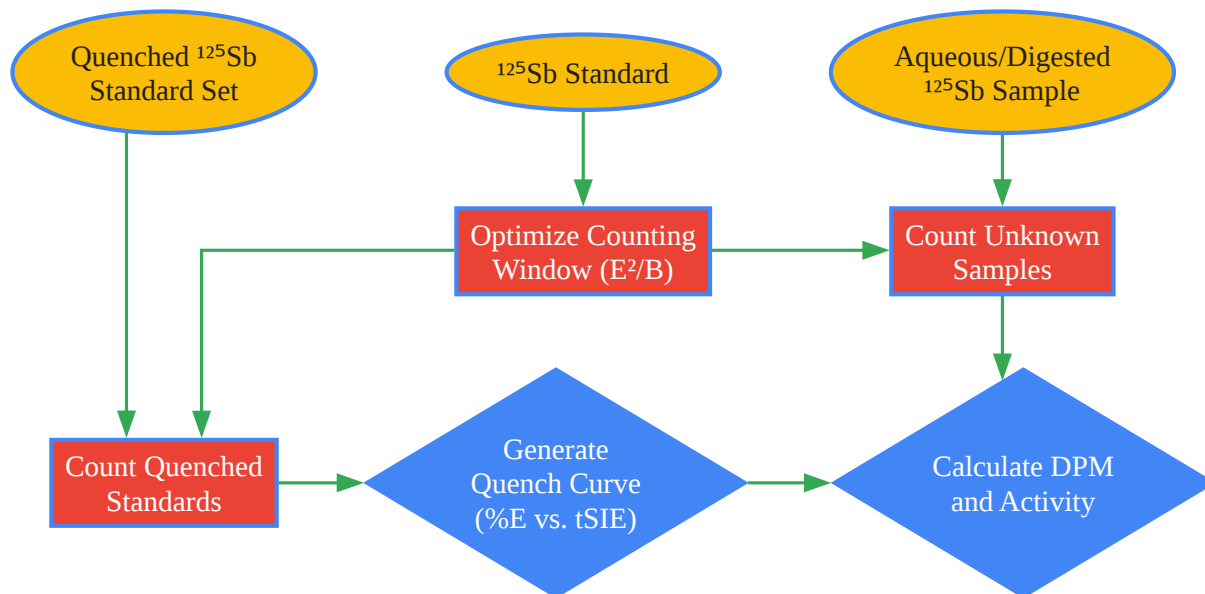 Quenched ¹²⁵Sb
Standard Set
¹²⁵Sb Standard
Aqueous/Digested
¹²⁵Sb Sample
Optimize Counting
Window (E²/B)
Count Unknown
Samples
Count Quenched
Standards
Generate
Quench Curve
(%E vs. tSIE)
Calculate DPM
and Activity